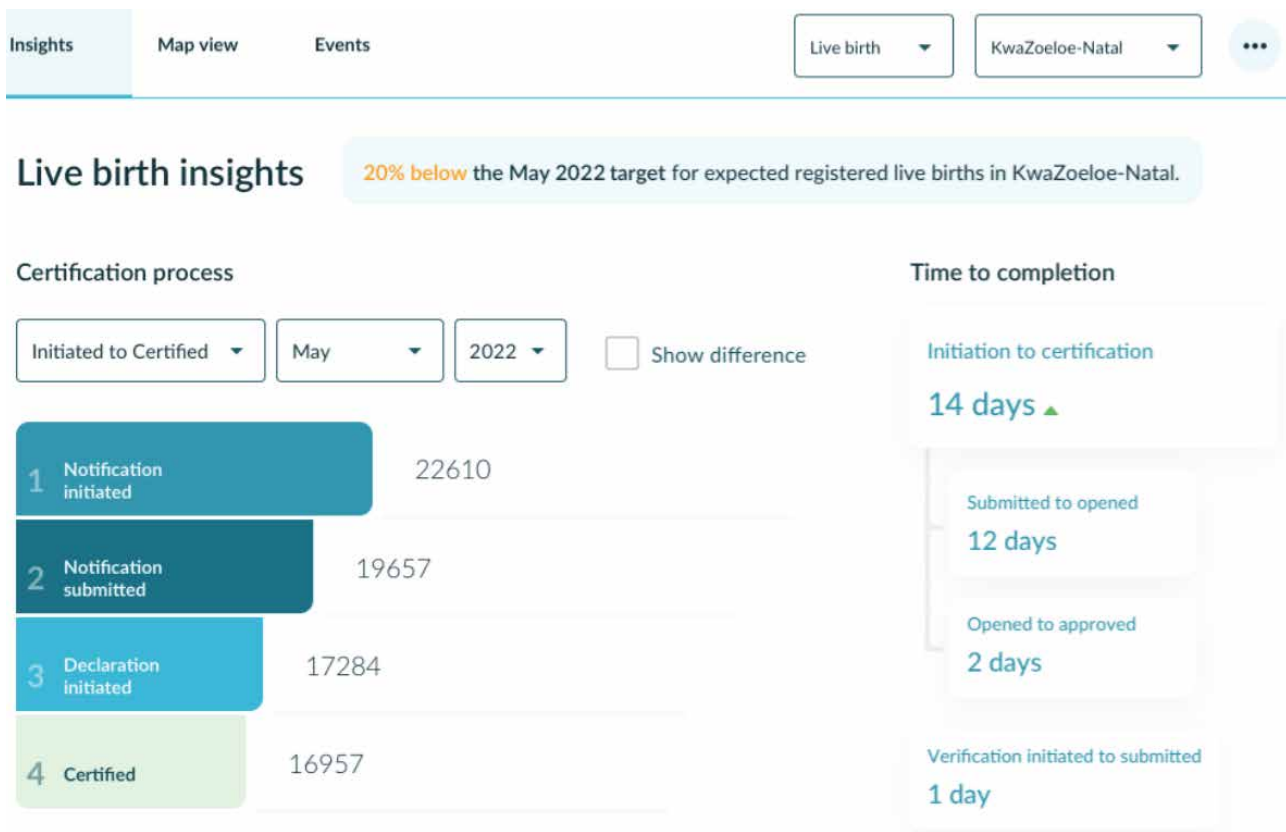 Insights
Map view
Events
Live birth
KwaZoeloe-Natal
Live birth insights
20% below the May 2022 target for expected registered live births in KwaZoeloe-Natal.
Certification process
Initiated to Certified
May
2022
Show difference
1
Notification
initiated
22610
2
Notification
submitted
19657
3
Declaration
initiated
17284
4
Certified
16957
Time to completion
Initiation to certification
14 days
Submitted to opened
12 days
Opened to approved
2 days
Verification initiated to submitted
1 day